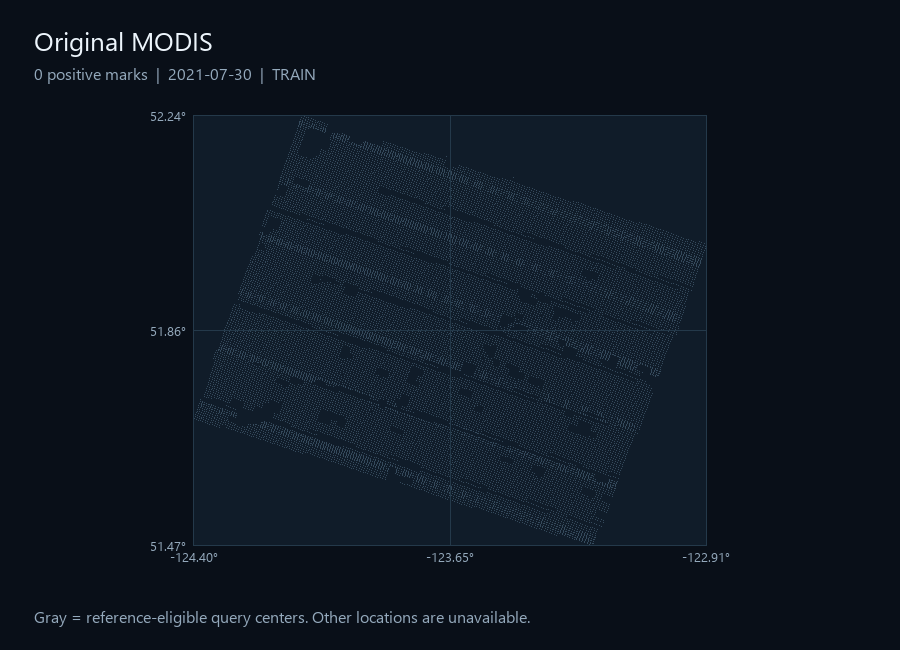 Original MODIS
0 positive marks | 2021-07-30 | TRAIN
52.24°
51.86°
51.47°
-124.40° -123.65° -122.91°
Gray = reference-eligible query centers. Other locations are unavailable.